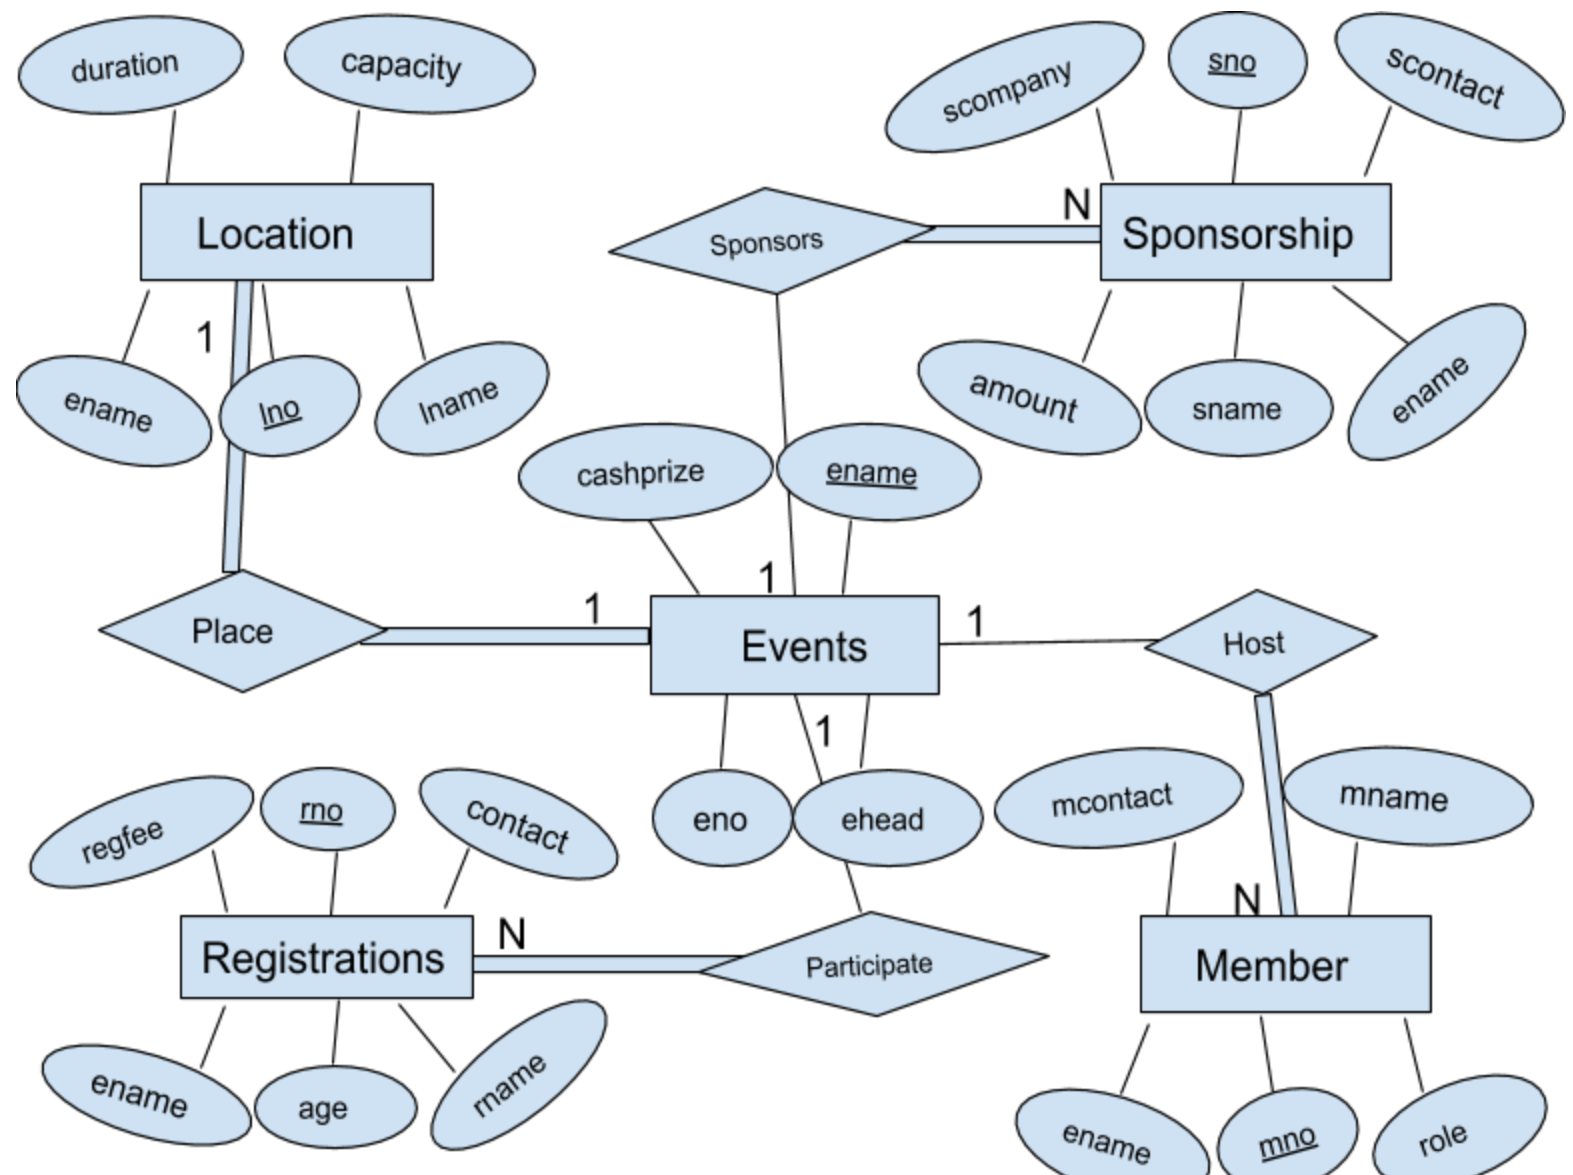 duration
capacity
scompany
sno
scontact
Location
N
Sponsors
Sponsorship
1
ename
lno
lname
amount
sname
ename
cashprize
ename
1
Place
1
Events
1
Host
1
eno
ehead
mcontact
mname
regfee
rno
contact
N
Registrations
N
Participate
Member
ename
age
rname
ename
mno
role